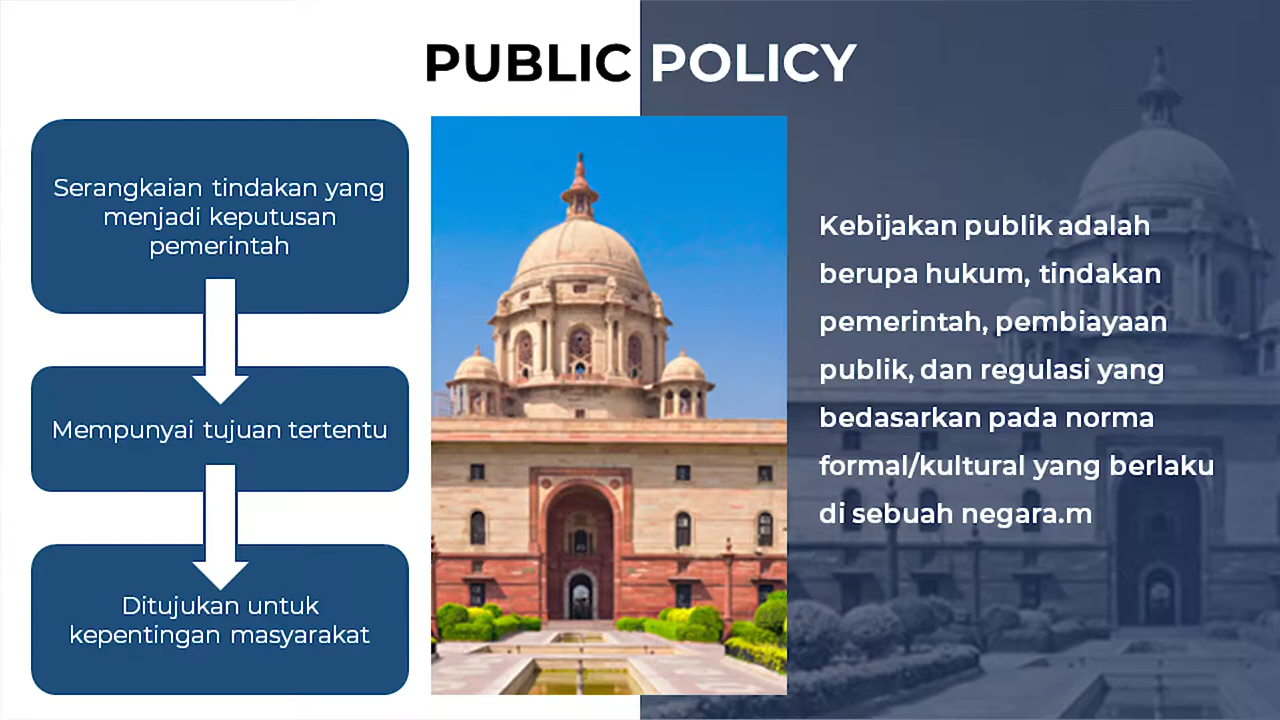 PUBLIC POLICY
Serangkaian tindakan yang
menjadi keputusan
pemerintah
Mempunyai tujuan tertentu
Ditujukan untuk
kepentingan masyarakat
Kebijakan publik adalah
berupa hukum, tindakan
pemerintah, pembiayaan
publik, dan regulasi yang
bedasarkan pada norma
formal/kultural yang berlaku
di sebuah negara.m